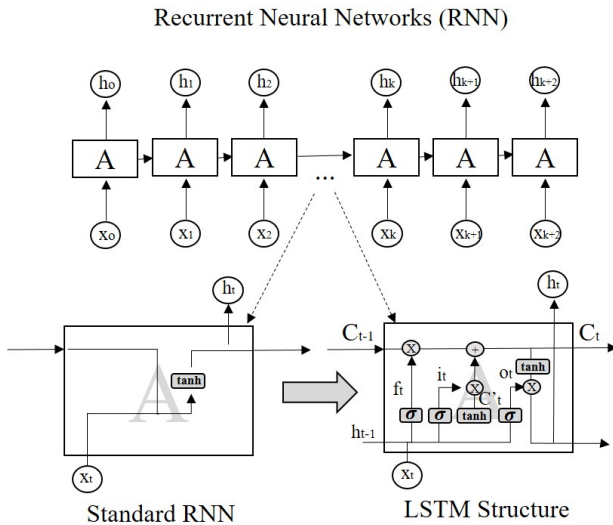 Recurrent Neural Networks (RNN)
h₀ h₁ h₂ hₖ hₖ₊₁ hₖ₊₂
A A A A A A
...
x₀ x₁ x₂ xₖ xₖ₊₁ xₖ₊₂
hₜ hₜ
Cₜ₋₁ X + Cₜ
A tanh
A tanh
fₜ iₜ X C'ₜ oₜ X
σ σ tanh σ
hₜ₋₁
xₜ xₜ
Standard RNN LSTM Structure